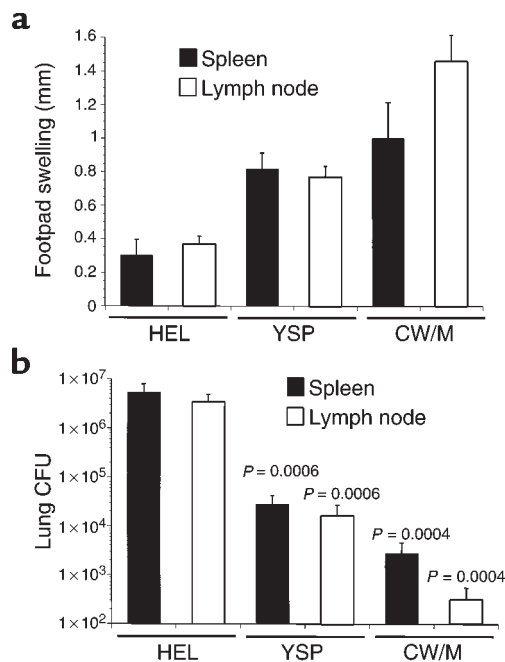 a
Footpad swelling (mm)
1.6
1.4
1.2
1
0.8
0.6
0.4
0.2
0
Spleen
Lymph node
HEL YSP CW/M
b
Lung CFU
1×10⁷
1×10⁶
1×10⁵
1×10⁴
1×10³
1×10²
Spleen
Lymph node
P = 0.0006
P = 0.0006
P = 0.0004
P = 0.0004
HEL YSP CW/M